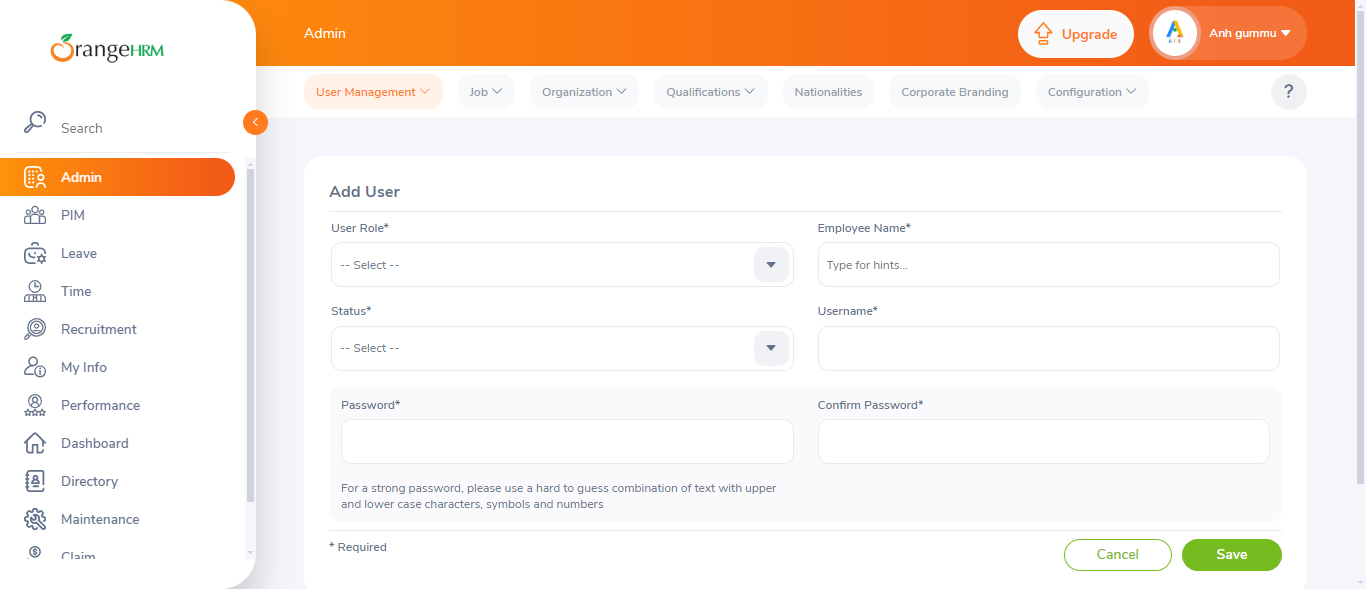 OrangeHRM
Admin
Upgrade
Anh gummu
User Management
Job
Organization
Qualifications
Nationalities
Corporate Branding
Configuration
?
Search
Admin
PIM
Leave
Time
Recruitment
My Info
Performance
Dashboard
Directory
Maintenance
Claim
Add User
User Role*
Employee Name*
-- Select --
Type for hints...
Status*
Username*
-- Select --
Password*
Confirm Password*
For a strong password, please use a hard to guess combination of text with upper
and lower case characters, symbols and numbers
* Required
Cancel
Save